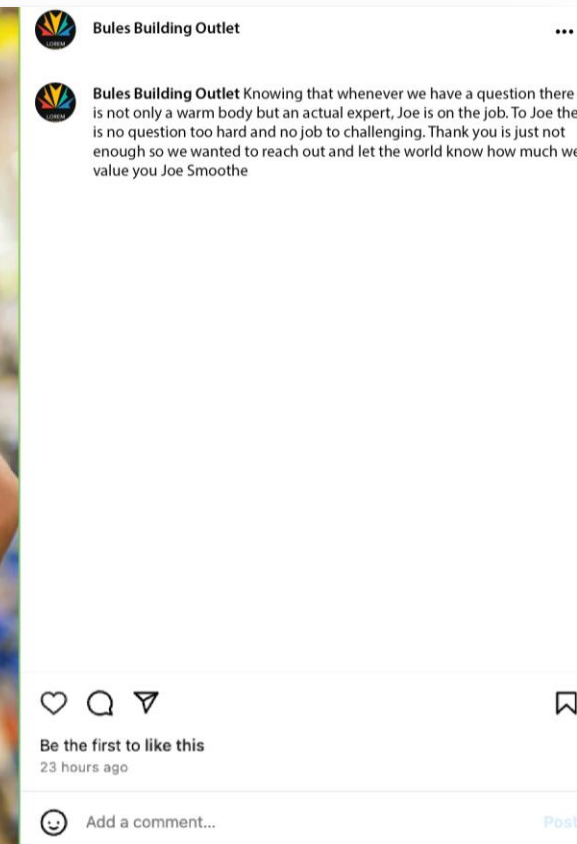 Bules Building Outlet
LOREM
Bules Building Outlet Knowing that whenever we have a question there
is not only a warm body but an actual expert, Joe is on the job. To Joe the
is no question too hard and no job to challenging. Thank you is just not
enough so we wanted to reach out and let the world know how much we
value you Joe Smoothe
LOREM
Be the first to like this
23 hours ago
Add a comment...
Post